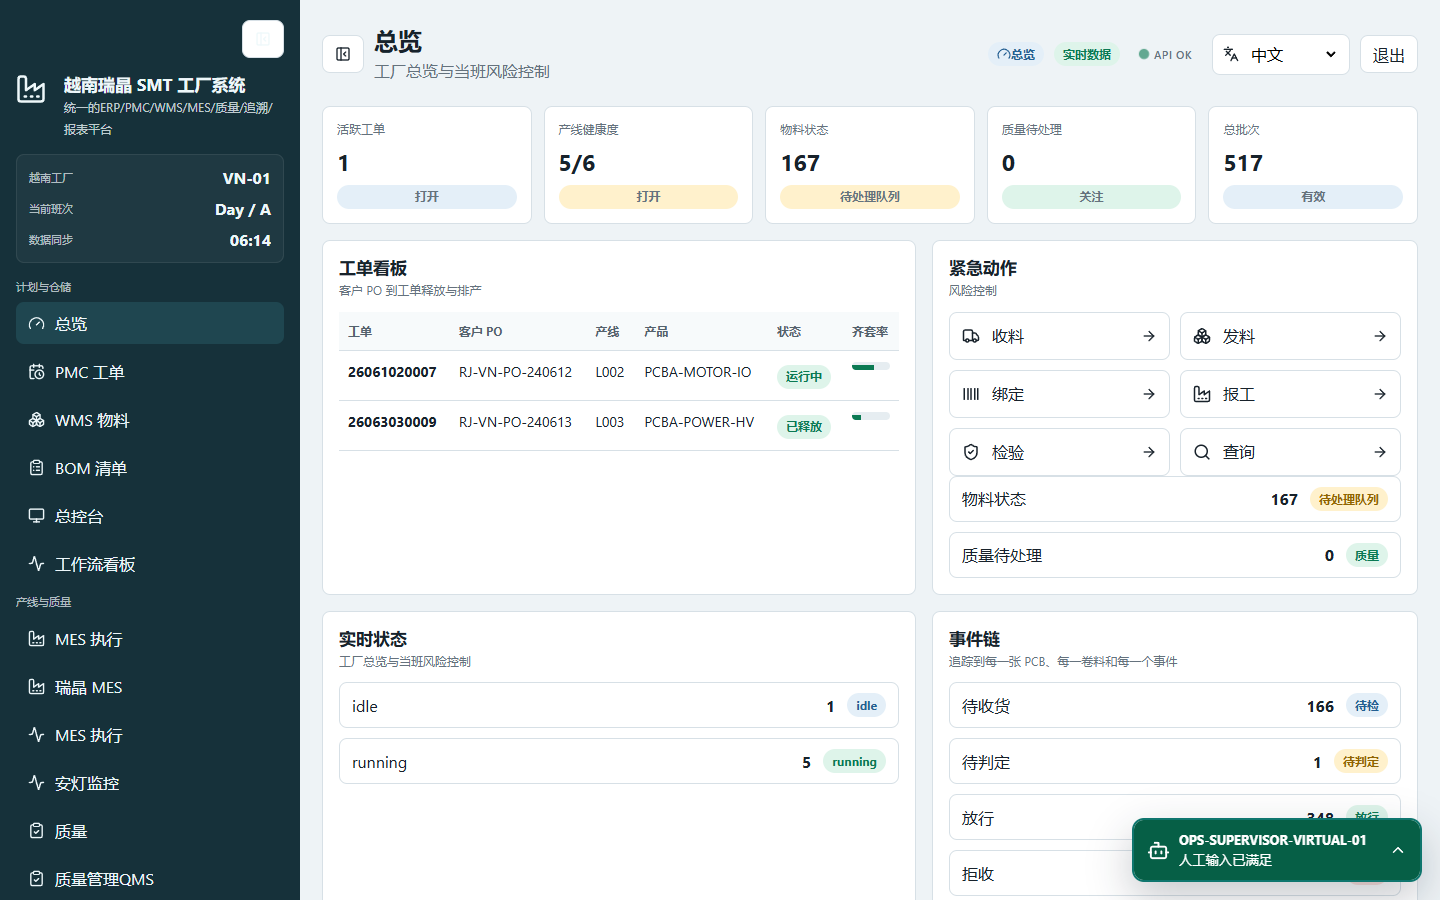 越南瑞晶 SMT 工厂系统
统一的ERP/PMC/WMS/MES/质量/追溯/
报表平台
越南工厂 VN-01
当前班次 Day / A
数据同步 06:14
计划与仓储
总览
PMC 工单
WMS 物料
BOM 清单
总控台
工作流看板
产线与质量
MES 执行
瑞晶 MES
MES 执行
安灯监控
质量
质量管理QMS
总览
工厂总览与当班风险控制
总览
实时数据
API OK
中文
退出
活跃工单
1
打开
产线健康度
5/6
打开
物料状态
167
待处理队列
质量待处理
0
关注
总批次
517
有效
工单看板
客户 PO 到工单释放与排产
工单 客户 PO 产线 产品 状态 齐套率
26061020007 RJ-VN-PO-240612 L002 PCBA-MOTOR-IO 运行中
26063030009 RJ-VN-PO-240613 L003 PCBA-POWER-HV 已释放
紧急动作
风险控制
收料
发料
绑定
报工
检验
查询
物料状态 167 待处理队列
质量待处理 0 质量
实时状态
工厂总览与当班风险控制
idle 1 idle
running 5 running
事件链
追踪到每一张 PCB、每一卷料和每一个事件
待收货 166 待检
待判定 1 待判定
放行 348 放行
拒收
OPS-SUPERVISOR-VIRTUAL-01
人工输入已满足